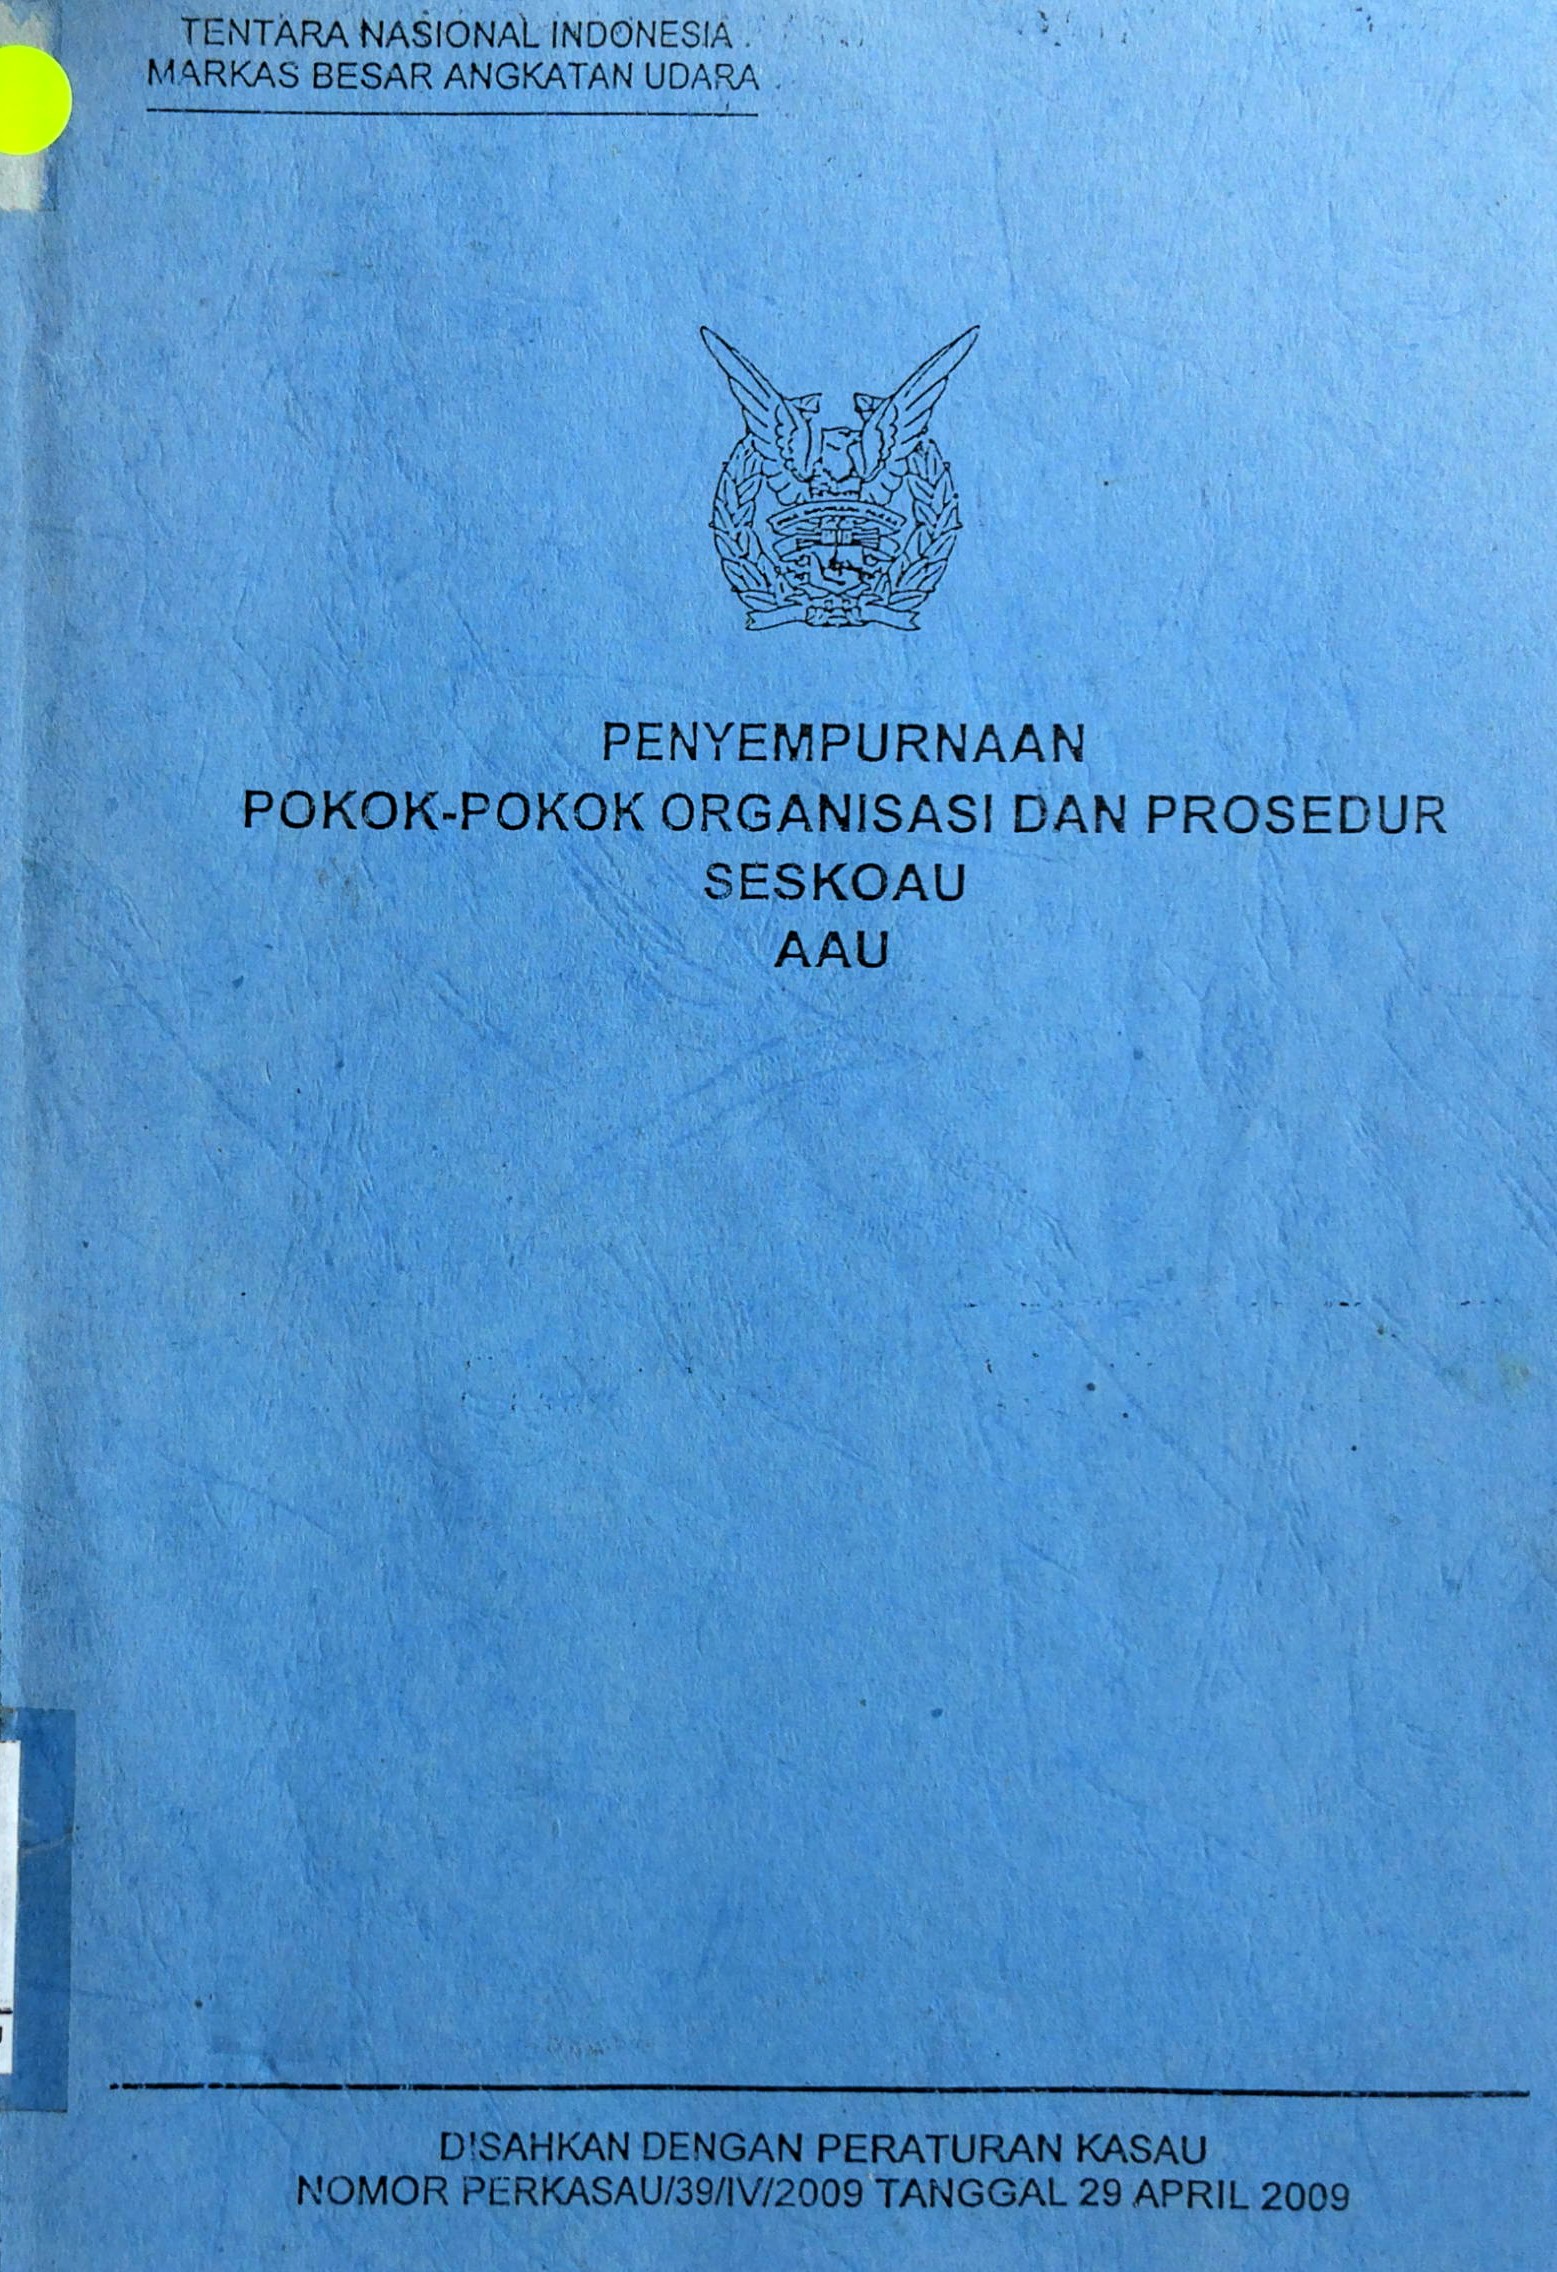 TENTARA NASIONAL INDONESIA
MARKAS BESAR ANGKATAN UDARA
PENYEMPURNAAN
POKOK-POKOK ORGANISASI DAN PROSEDUR
SESKOAU
AAU
DISAHKAN DENGAN PERATURAN KASAU
NOMOR PERKASAU/39/IV/2009 TANGGAL 29 APRIL 2009